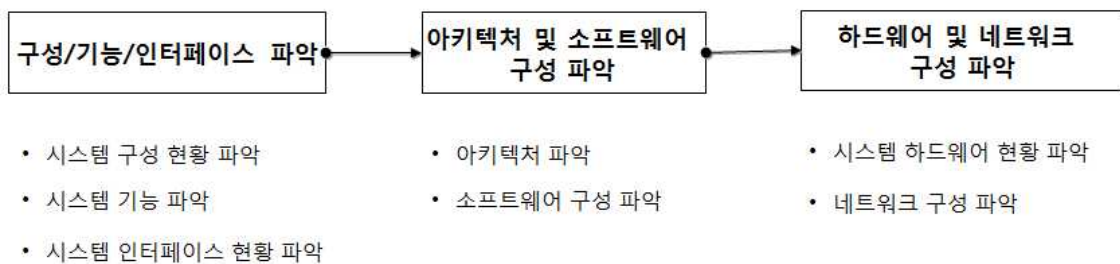 구성/기능/인터페이스 파악
아키텍처 및 소프트웨어
구성 파악
하드웨어 및 네트워크
구성 파악
• 시스템 구성 현황 파악
• 시스템 기능 파악
• 시스템 인터페이스 현황 파악
• 아키텍처 파악
• 소프트웨어 구성 파악
• 시스템 하드웨어 현황 파악
• 네트워크 구성 파악